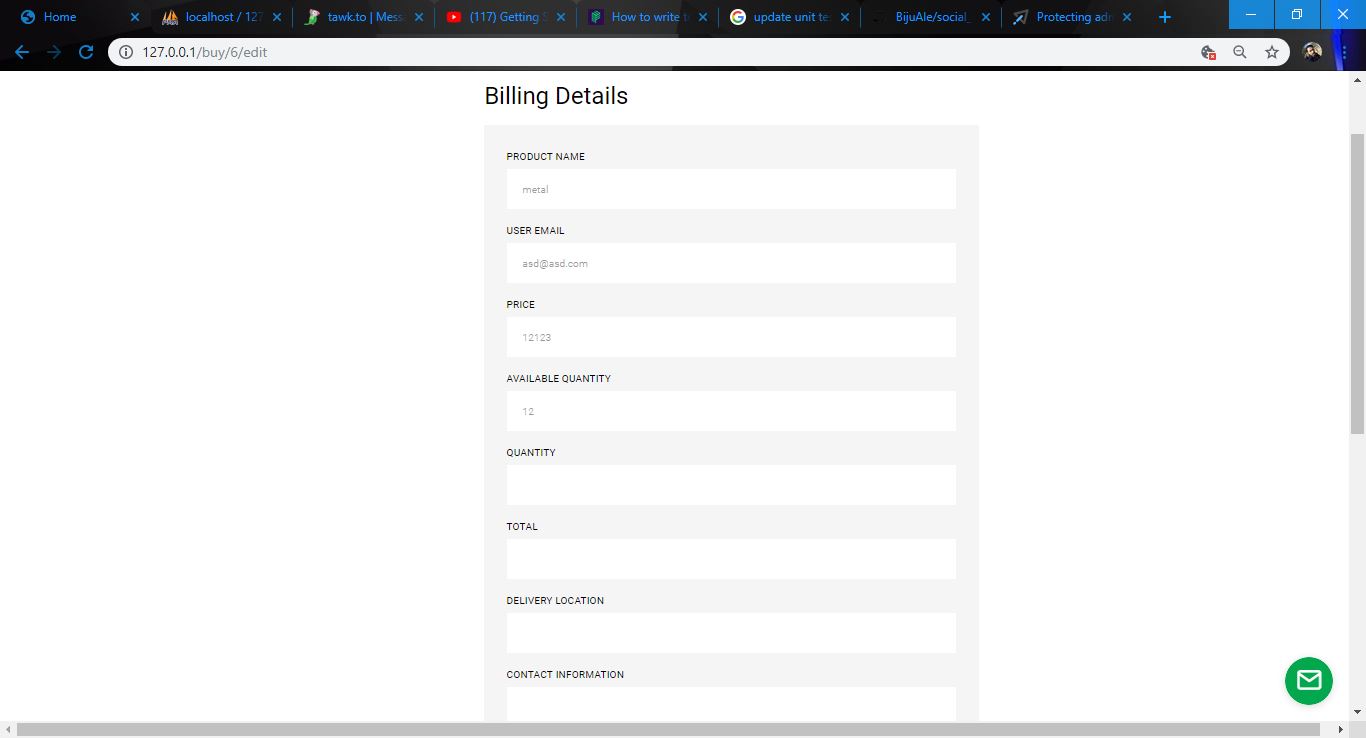 Home
localhost / 127
tawk.to | Mess
(117) Getting S
How to write t
update unit te
BijuAle/social_
Protecting adm
127.0.0.1/buy/6/edit
Billing Details
PRODUCT NAME
metal
USER EMAIL
asd@asd.com
PRICE
12123
AVAILABLE QUANTITY
12
QUANTITY
TOTAL
DELIVERY LOCATION
CONTACT INFORMATION